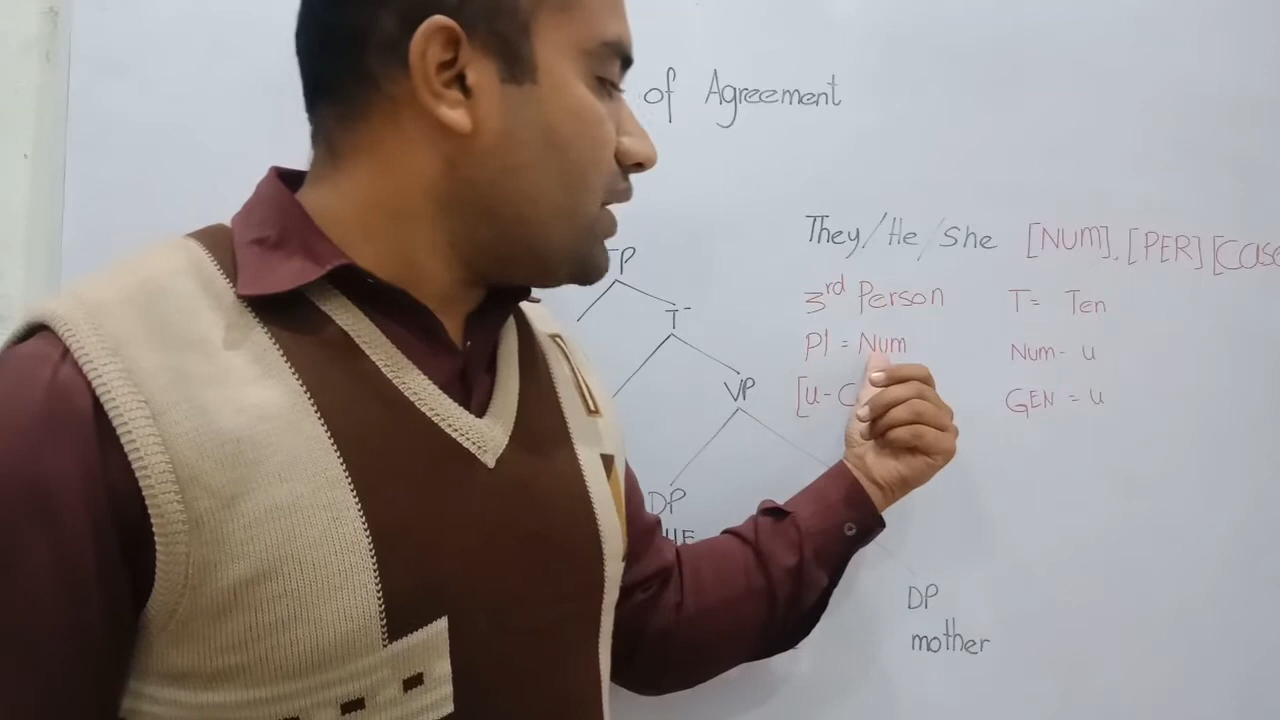 of Agreement
They/He/She [NUM], [PER] [Case
3rd Person
T= Ten
Pl = Num
Num- u
[u-C
GEN = u
TP
T-
VP
DP
HE
DP
mother